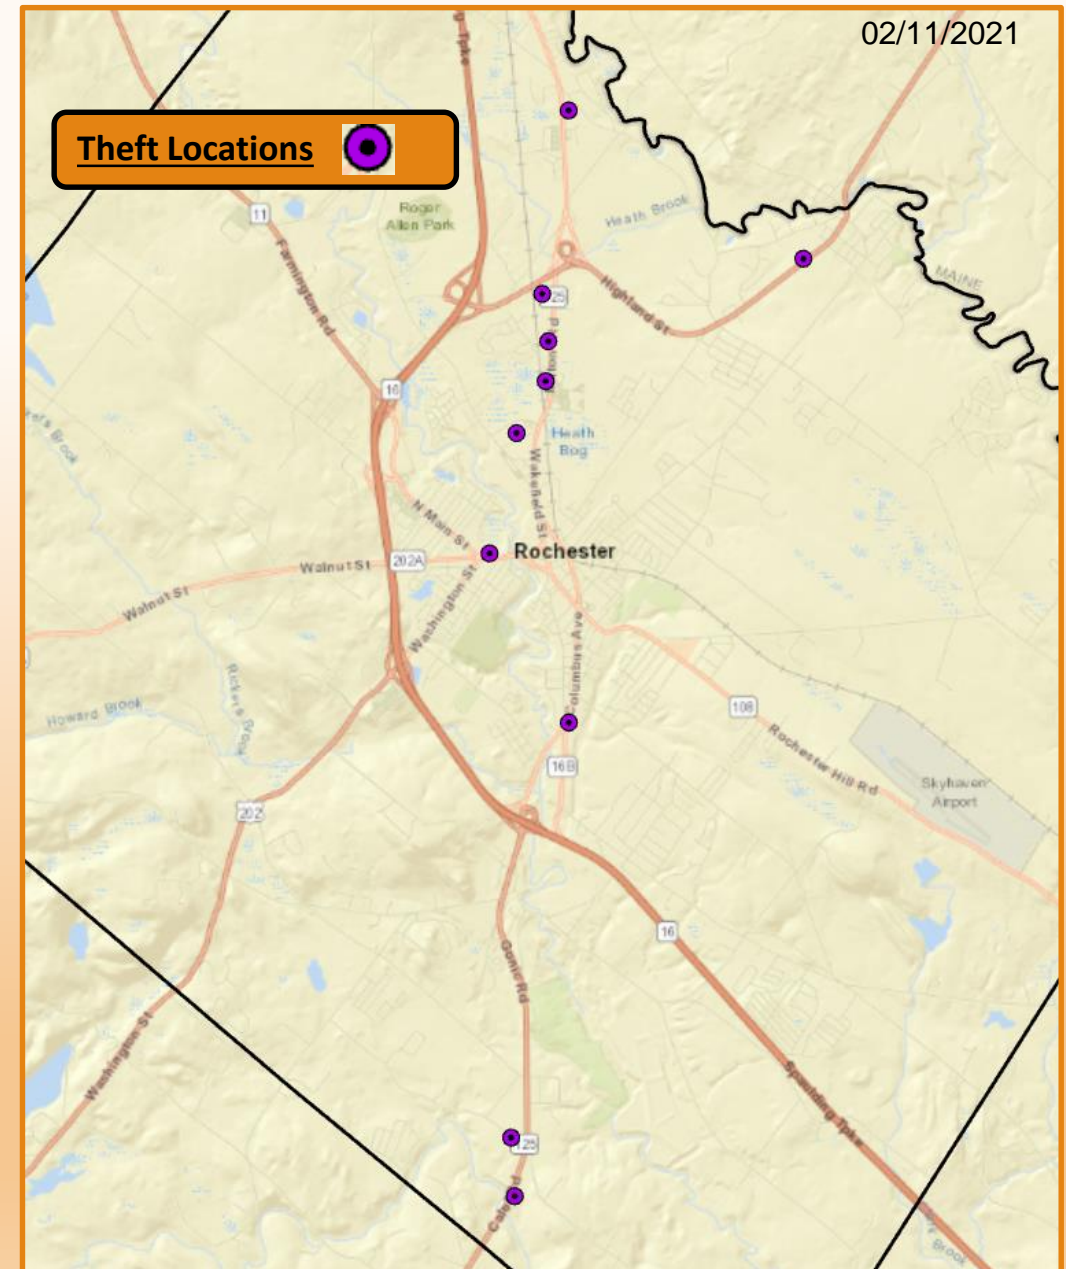 02/11/2021
Theft Locations
Roger
Allen Park
Heath Brook
11
Farmington Rd
MAINE
Highland St
16
Heath
Bog
Wakefield St
N Main St
Rochester
Walnut St
202A
Walnut St
Washington St
Columbus Ave
Rickers Brook
Howard Brook
108
Rochester Hill Rd
16B
Skyhaven
Airport
202
16
Gonic Rd
Washington St
Spaulding Tpke
125